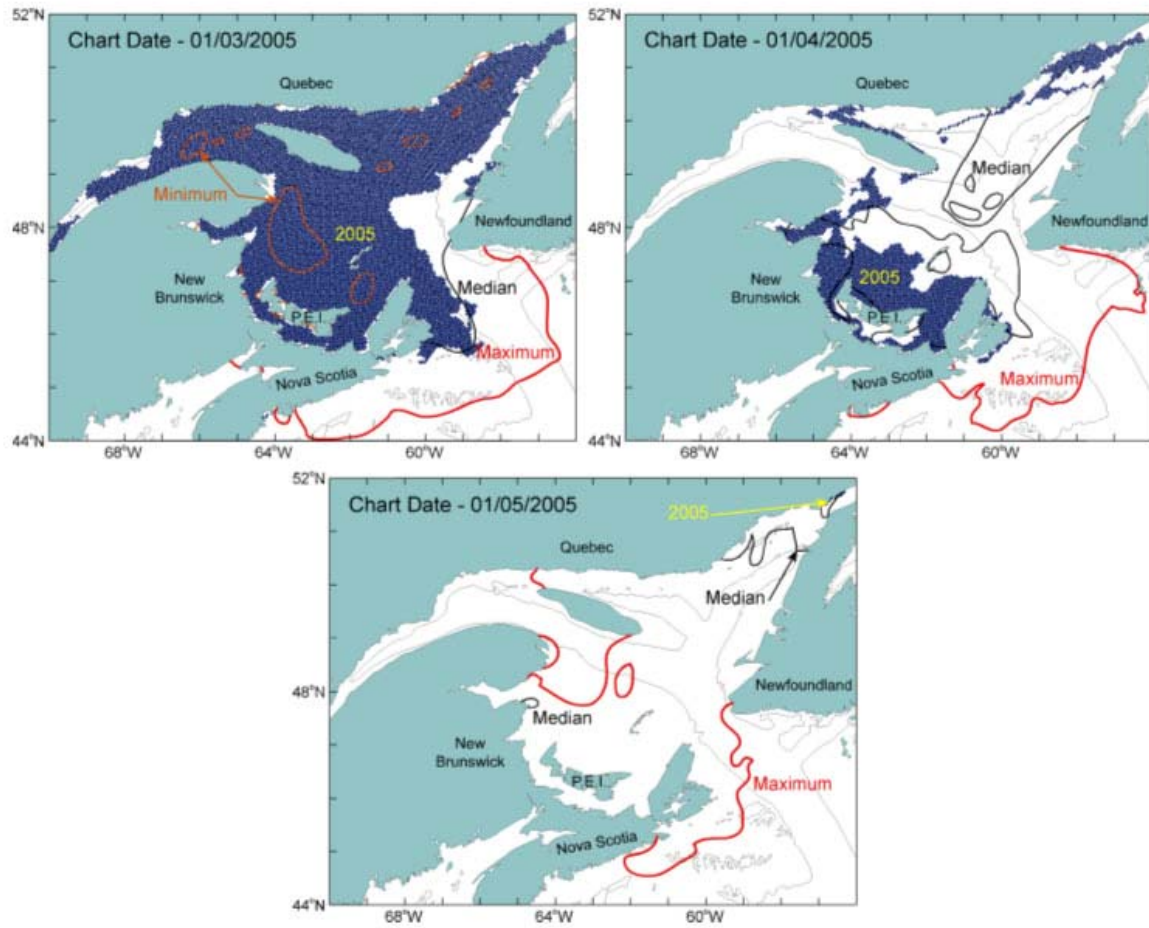 52°N
Chart Date - 01/03/2005
Quebec
Minimum
48°N
Newfoundland
2005
New
Brunswick
Median
P.E.I.
Maximum
Nova Scotia
44°N
68°W
64°W
60°W
52°N
Chart Date - 01/04/2005
Quebec
Median
48°N
Newfoundland
2005
New
Brunswick
P.E.I.
Nova Scotia
Maximum
44°N
68°W
64°W
60°W
52°N
Chart Date - 01/05/2005
2005
Quebec
Median
48°N
Newfoundland
Median
New
Brunswick
P.E.I.
Maximum
Nova Scotia
44°N
68°W
64°W
60°W